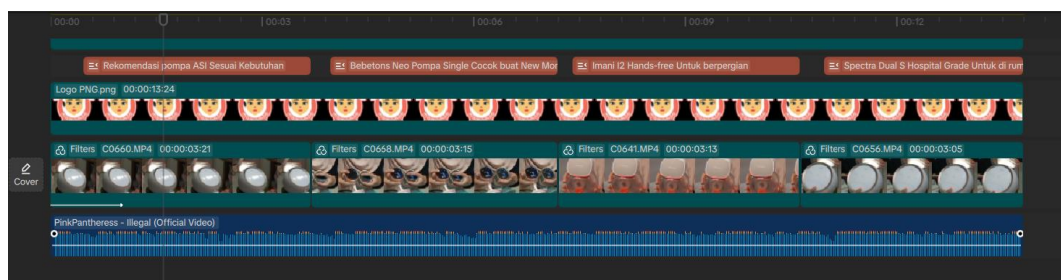 00:00 00:03 00:06 00:09 00:12
Rekomendasi pompa ASI Sesuai Kebutuhan
Bebetons Neo Pompa Single Cocok buat New Mor
Imani I2 Hands-free Untuk berpergian
Spectra Dual S Hospital Grade Untuk di rum
Logo PNG.png 00:00:13:24
Filters C0660.MP4 00:00:03:21
Filters C0668.MP4 00:00:03:15
Filters C0641.MP4 00:00:03:13
Filters C0656.MP4 00:00:03:05
Cover
PinkPantheress - Illegal (Official Video)